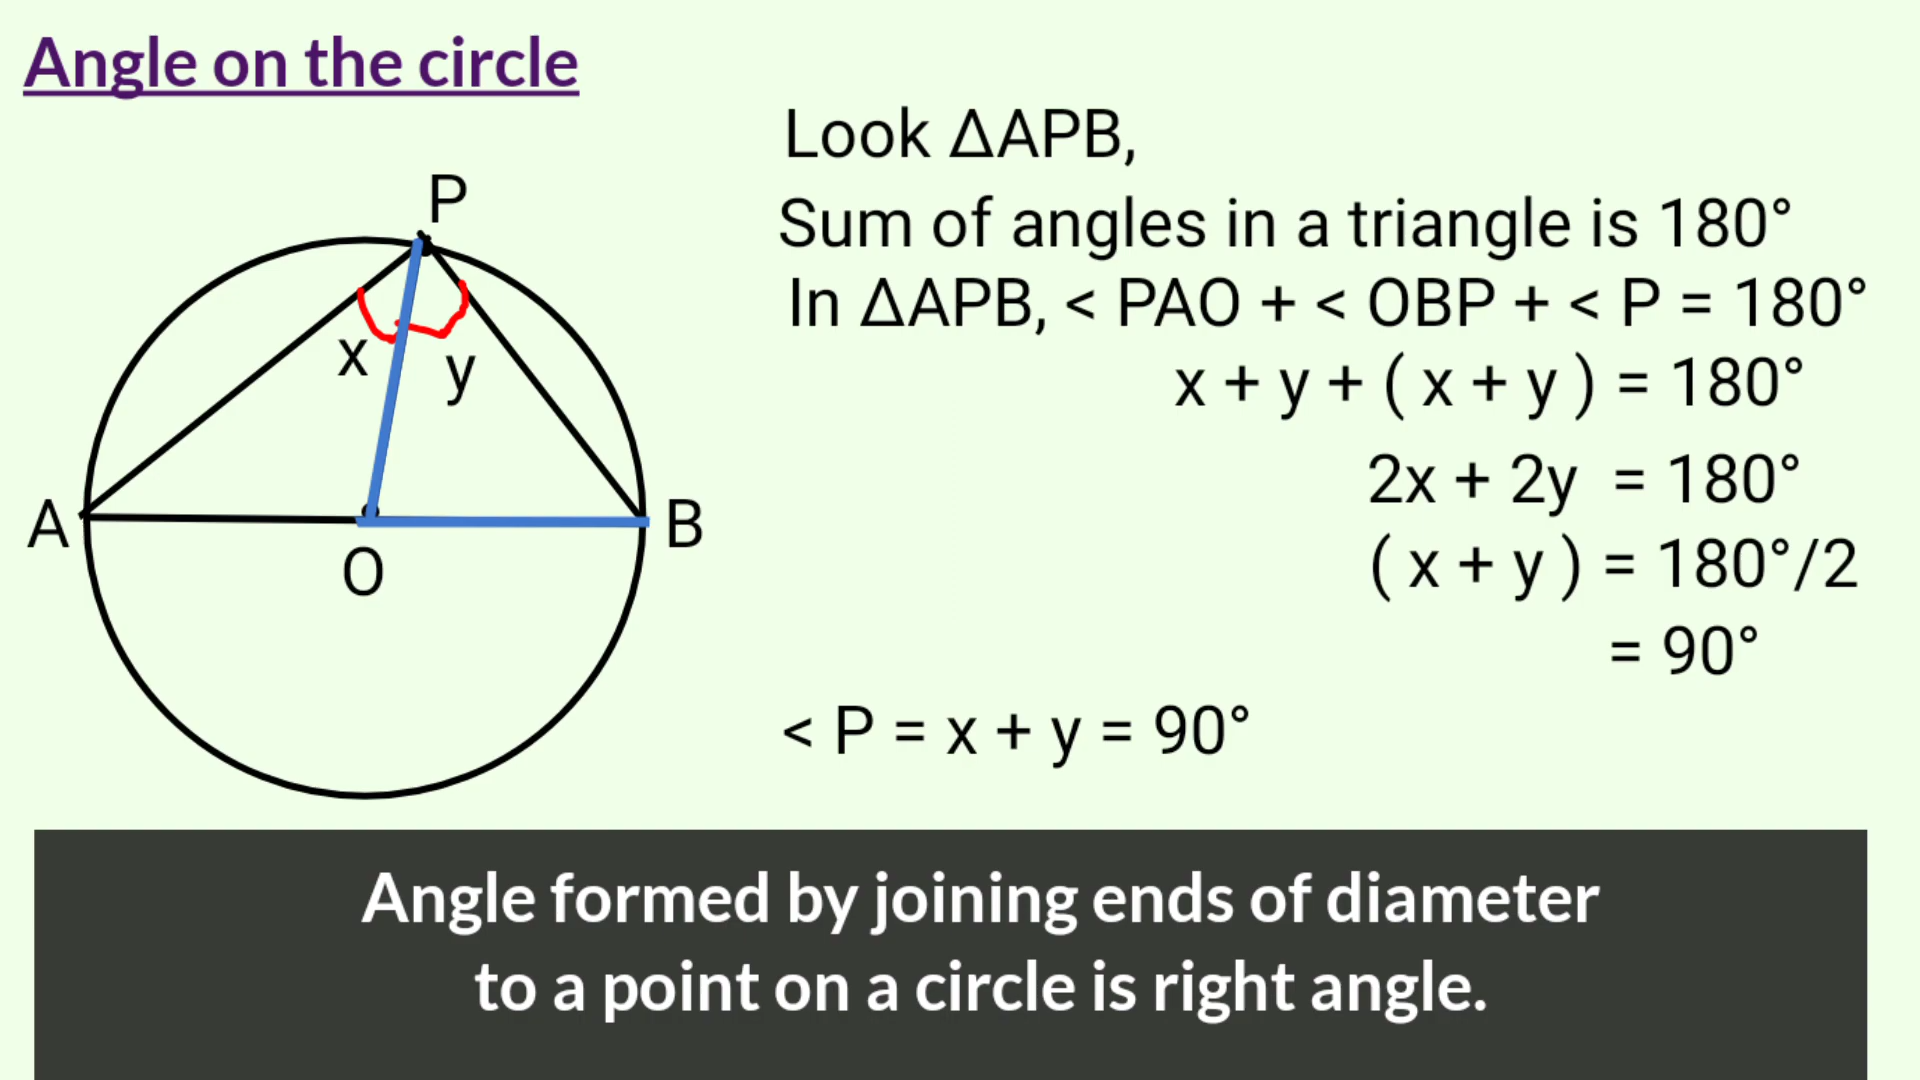 Angle on the circle
Look ΔAPB,
Sum of angles in a triangle is 180°
In ΔAPB, < PAO + < OBP + < P = 180°
x + y + ( x + y ) = 180°
2x + 2y = 180°
( x + y ) = 180°/2
= 90°
< P = x + y = 90°
P
x
y
A
B
O
Angle formed by joining ends of diameter
to a point on a circle is right angle.